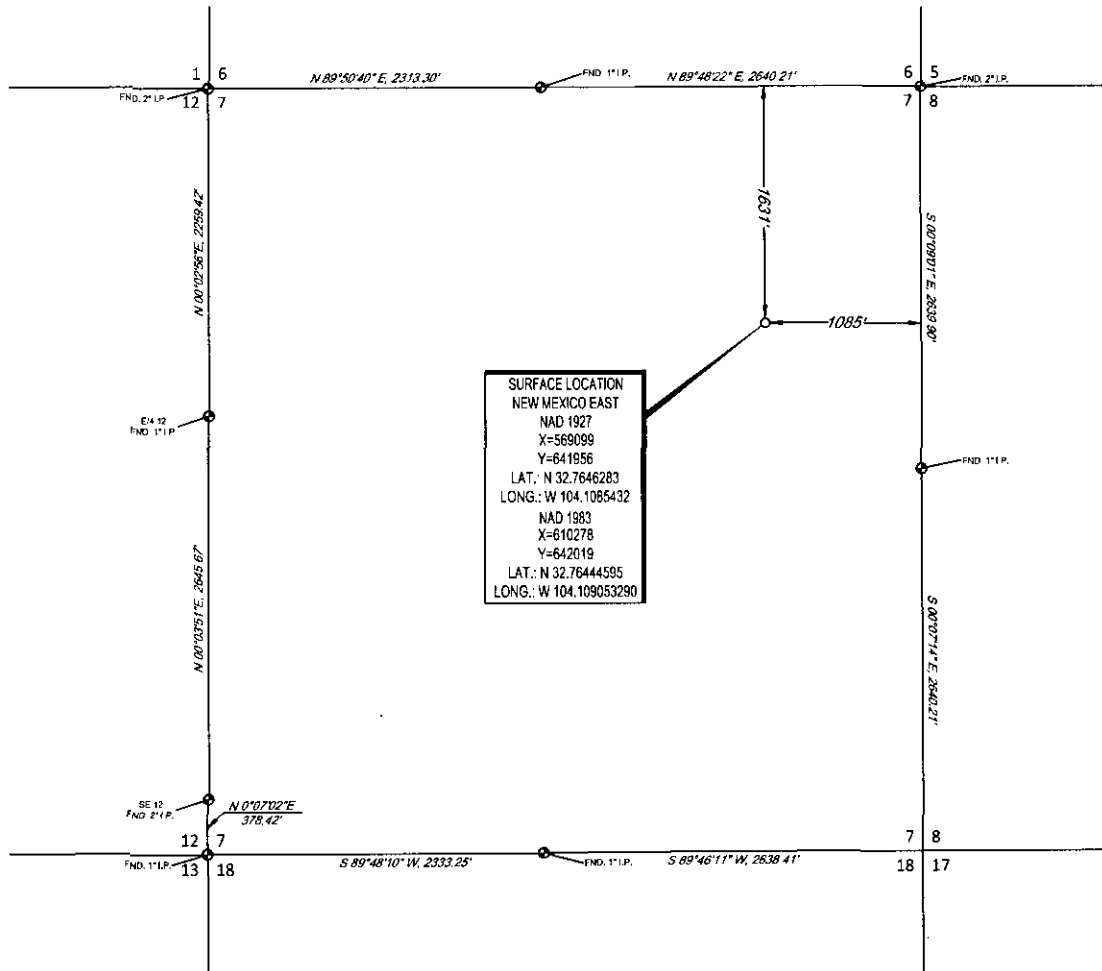 1 6
N 89°50'40" E, 2313.30'
FND. 1" I.P.
N 89°48'22" E, 2640.21'
6 5
FND. 2" I.P.
FND. 2" I.P.
12 7
7 8
N 00°02'56"E, 2259.42'
1631'
S 00°09'01" E, 2639.90'
1085'
SURFACE LOCATION
NEW MEXICO EAST
NAD 1927
X=569099
Y=641956
LAT.: N 32.7646283
LONG.: W 104.1085432
NAD 1983
X=610278
Y=642019
LAT.: N 32.76444595
LONG.: W 104.109053290
E/4 12
FND. 1" I.P.
FND. 1" I.P.
N 00°03'51"E, 2645.67'
S 00°07'14" E, 2640.21'
SE 12
FND. 2" I.P.
N 0°07'02"E
378.42'
12 7
7 8
FND. 1" I.P.
13 18
S 89°48'10" W, 2333.25'
FND. 1" I.P.
S 89°46'11" W, 2638.41'
18 17